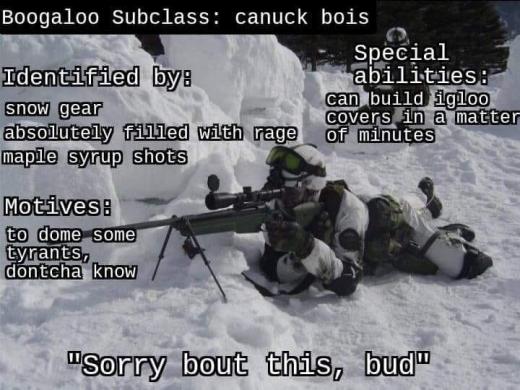 Boogaloo Subclass: canuck bois
Identified by:
snow gear
absolutely filled with rage
maple syrup shots
Special
abilities:
can build igloo
covers in a matter
of minutes
Motives:
to dome some
tyrants,
dontcha know
"Sorry bout this, bud"